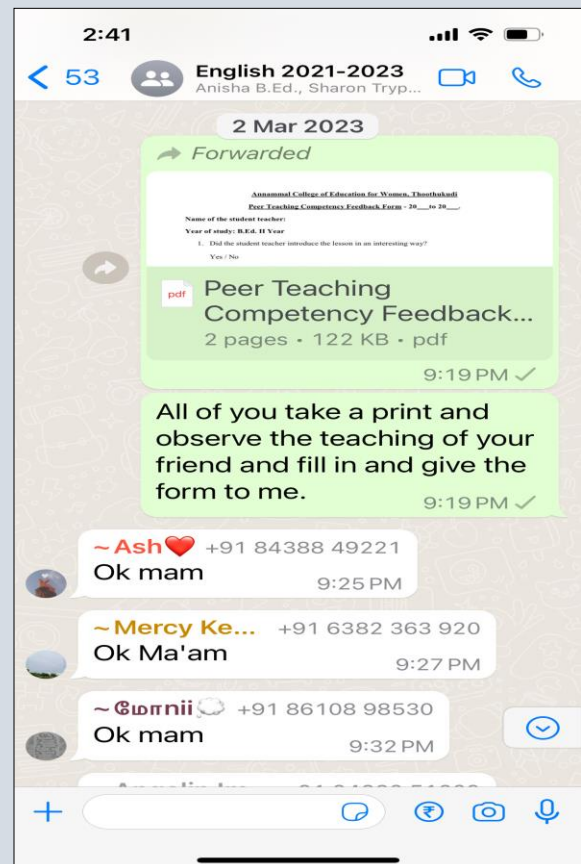 2:41
53
English 2021-2023
Anisha B.Ed., Sharon Tryp...
2 Mar 2023
Forwarded
Annammal College of Education for Women, Thoothukudi
Peer Teaching Competency Feedback Form - 20___to 20___.
Name of the student teacher:
Year of study: B.Ed. II Year
1. Did the student teacher introduce the lesson in an interesting way?
Yes / No
pdf
Peer Teaching
Competency Feedback...
2 pages • 122 KB • pdf
9:19 PM
All of you take a print and
observe the teaching of your
friend and fill in and give the
form to me.
9:19 PM
~Ash❤️ +91 84388 49221
Ok mam
9:25 PM
~Mercy Ke... +91 6382 363 920
Ok Ma'am
9:27 PM
~மோrnii💭 +91 86108 98530
Ok mam
9:32 PM
₹